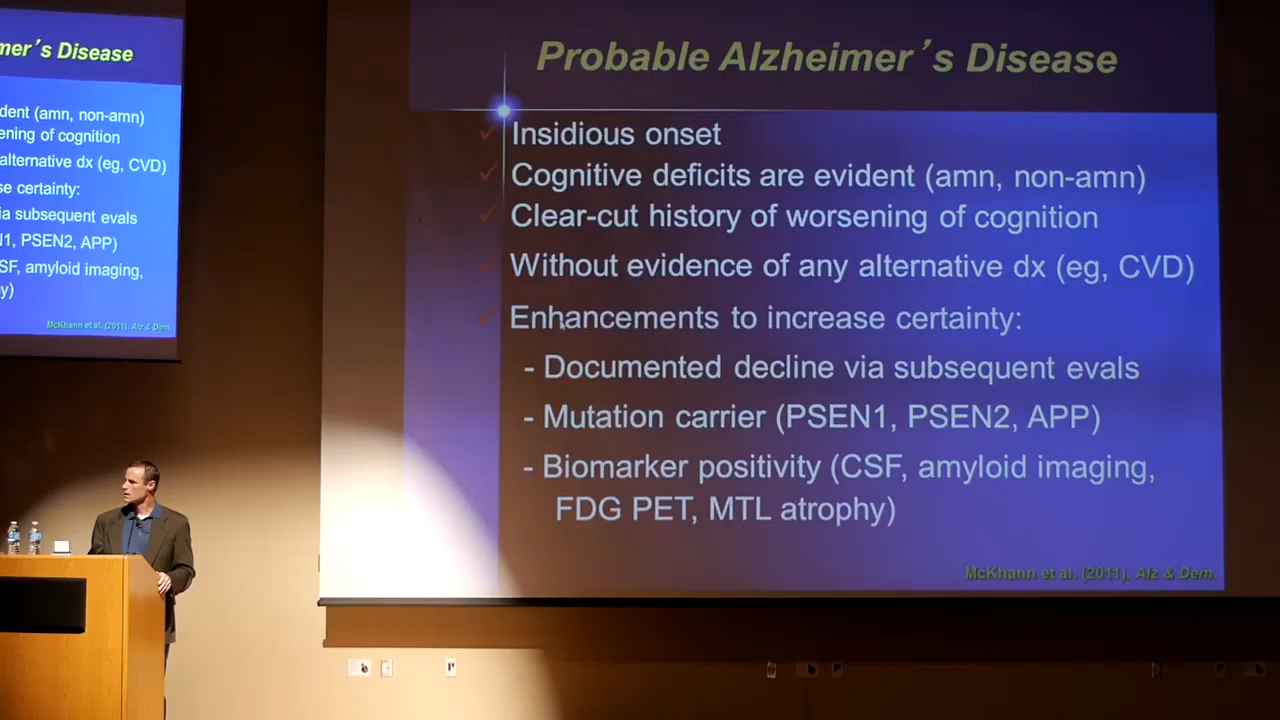 mer´s Disease
dent (amn, non-amn)
ening of cognition
alternative dx (eg, CVD)
se certainty:
ia subsequent evals
N1, PSEN2, APP)
SF, amyloid imaging,
y)
McKhann et al. (2011). Alz & Dem.
Probable Alzheimer´s Disease
Insidious onset
Cognitive deficits are evident (amn, non-amn)
Clear-cut history of worsening of cognition
Without evidence of any alternative dx (eg, CVD)
Enhancements to increase certainty:
- Documented decline via subsequent evals
- Mutation carrier (PSEN1, PSEN2, APP)
- Biomarker positivity (CSF, amyloid imaging,
FDG PET, MTL atrophy)
McKhann et al. (2011). Alz & Dem.